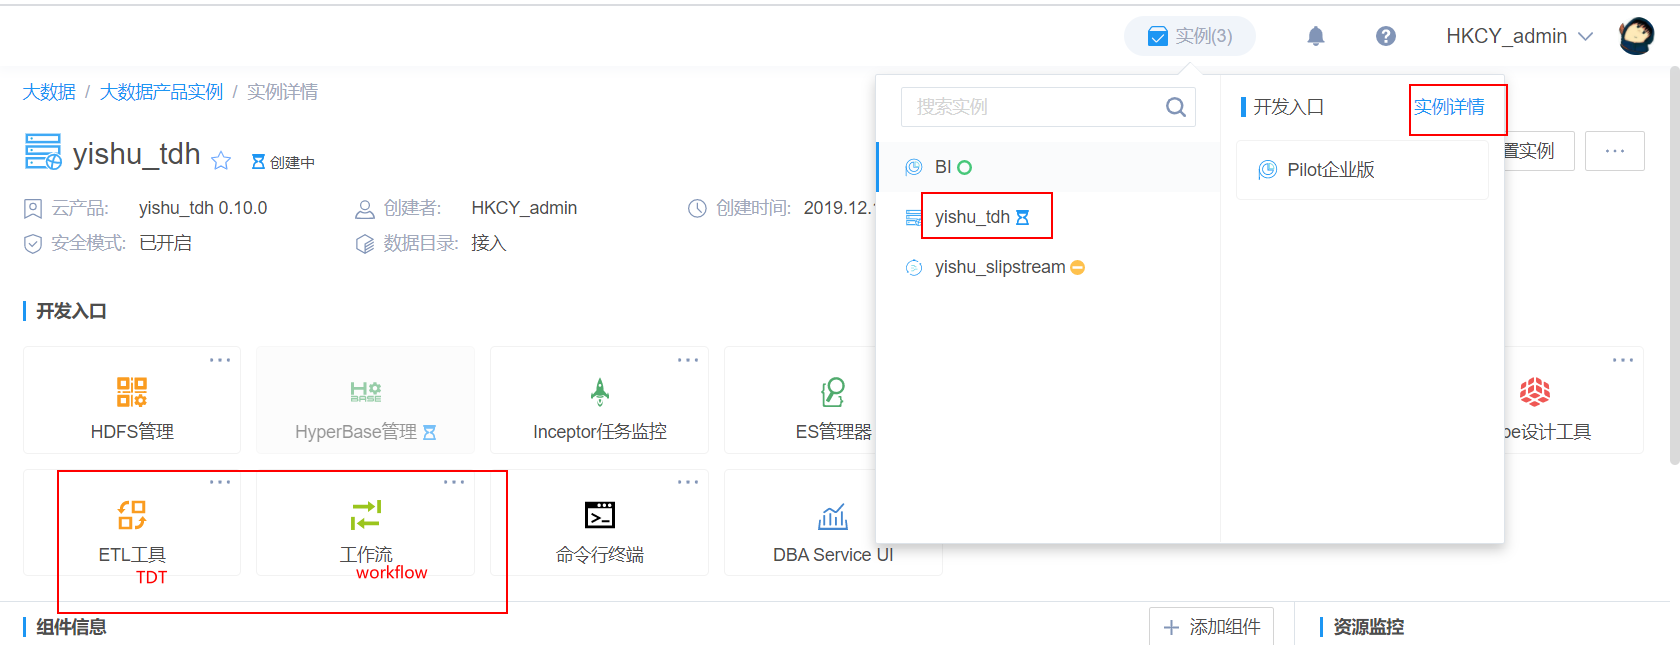 实例(3)
HKCY_admin
大数据 / 大数据产品实例 / 实例详情
yishu_tdh
创建中
云产品: yishu_tdh 0.10.0
创建者: HKCY_admin
创建时间: 2019.12.
安全模式: 已开启
数据目录: 接入
搜索实例
BI
yishu_tdh
yishu_slipstream
开发入口
实例详情
Pilot企业版
置实例
···
开发入口
HDFS管理
HyperBase管理
Inceptor任务监控
ES管理器
be设计工具
ETL工具
TDT
工作流
workflow
命令行终端
DBA Service UI
组件信息
添加组件
资源监控